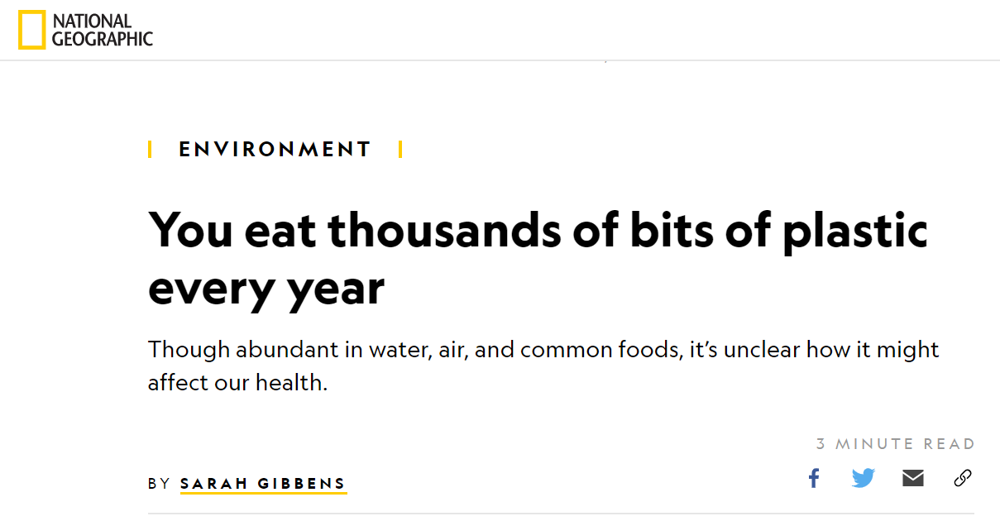 NATIONAL
GEOGRAPHIC
ENVIRONMENT
You eat thousands of bits of plastic
every year
Though abundant in water, air, and common foods, it’s unclear how it might
affect our health.
3 MINUTE READ
BY SARAH GIBBENS